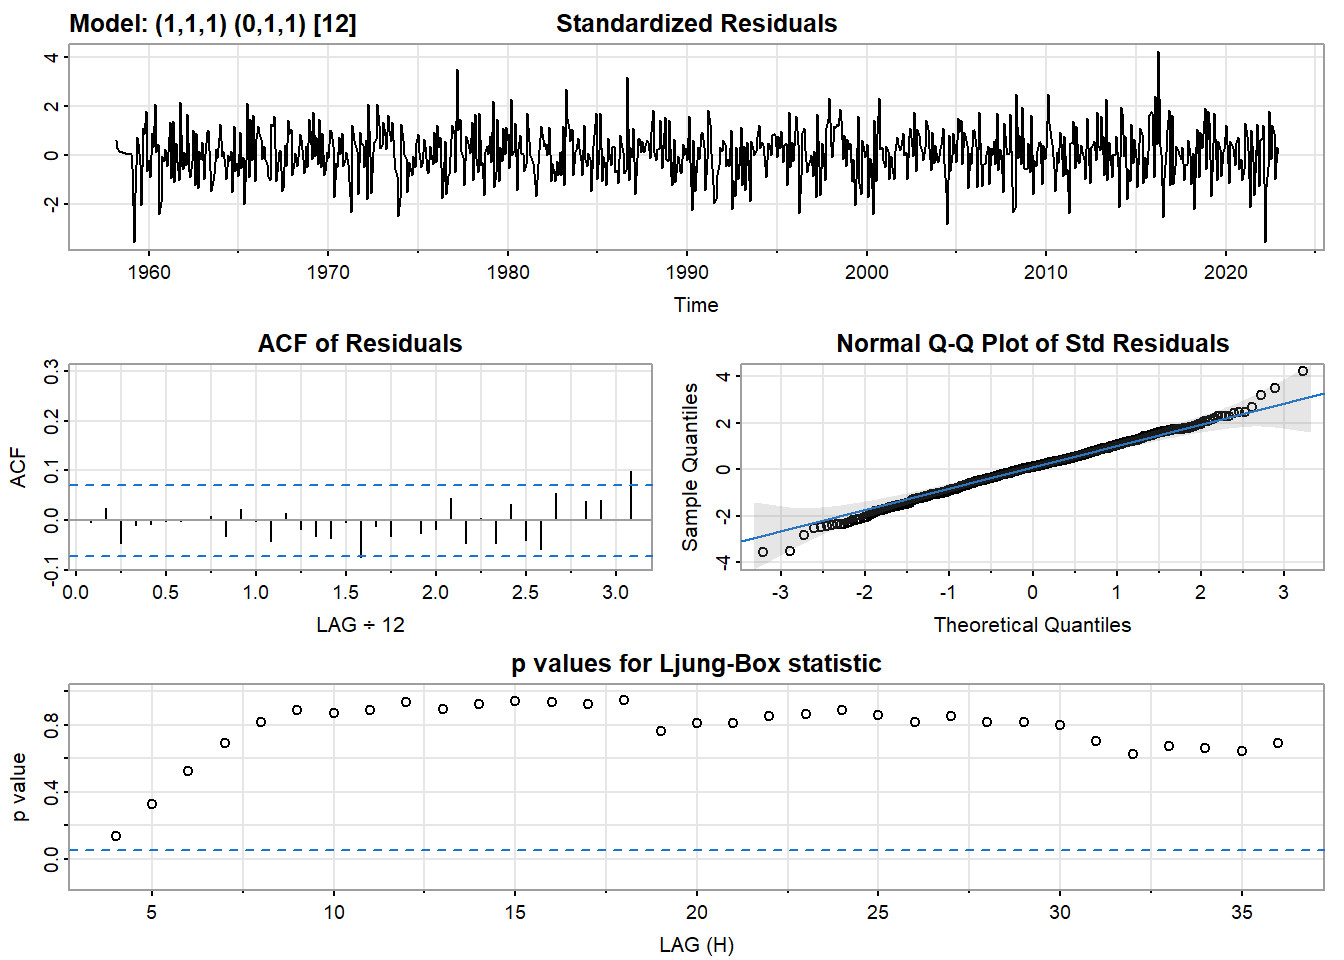 Model: (1,1,1) (0,1,1) [12]
Standardized Residuals
4
2
0
-2
1960 1970 1980 1990 2000 2010 2020
Time
ACF of Residuals
ACF
0.3
0.2
0.1
0.0
-0.1
0.0 0.5 1.0 1.5 2.0 2.5 3.0
LAG ÷ 12
Normal Q-Q Plot of Std Residuals
Sample Quantiles
4
2
0
-2
-4
-3 -2 -1 0 1 2 3
Theoretical Quantiles
p values for Ljung-Box statistic
p value
0.8
0.4
0.0
5 10 15 20 25 30 35
LAG (H)